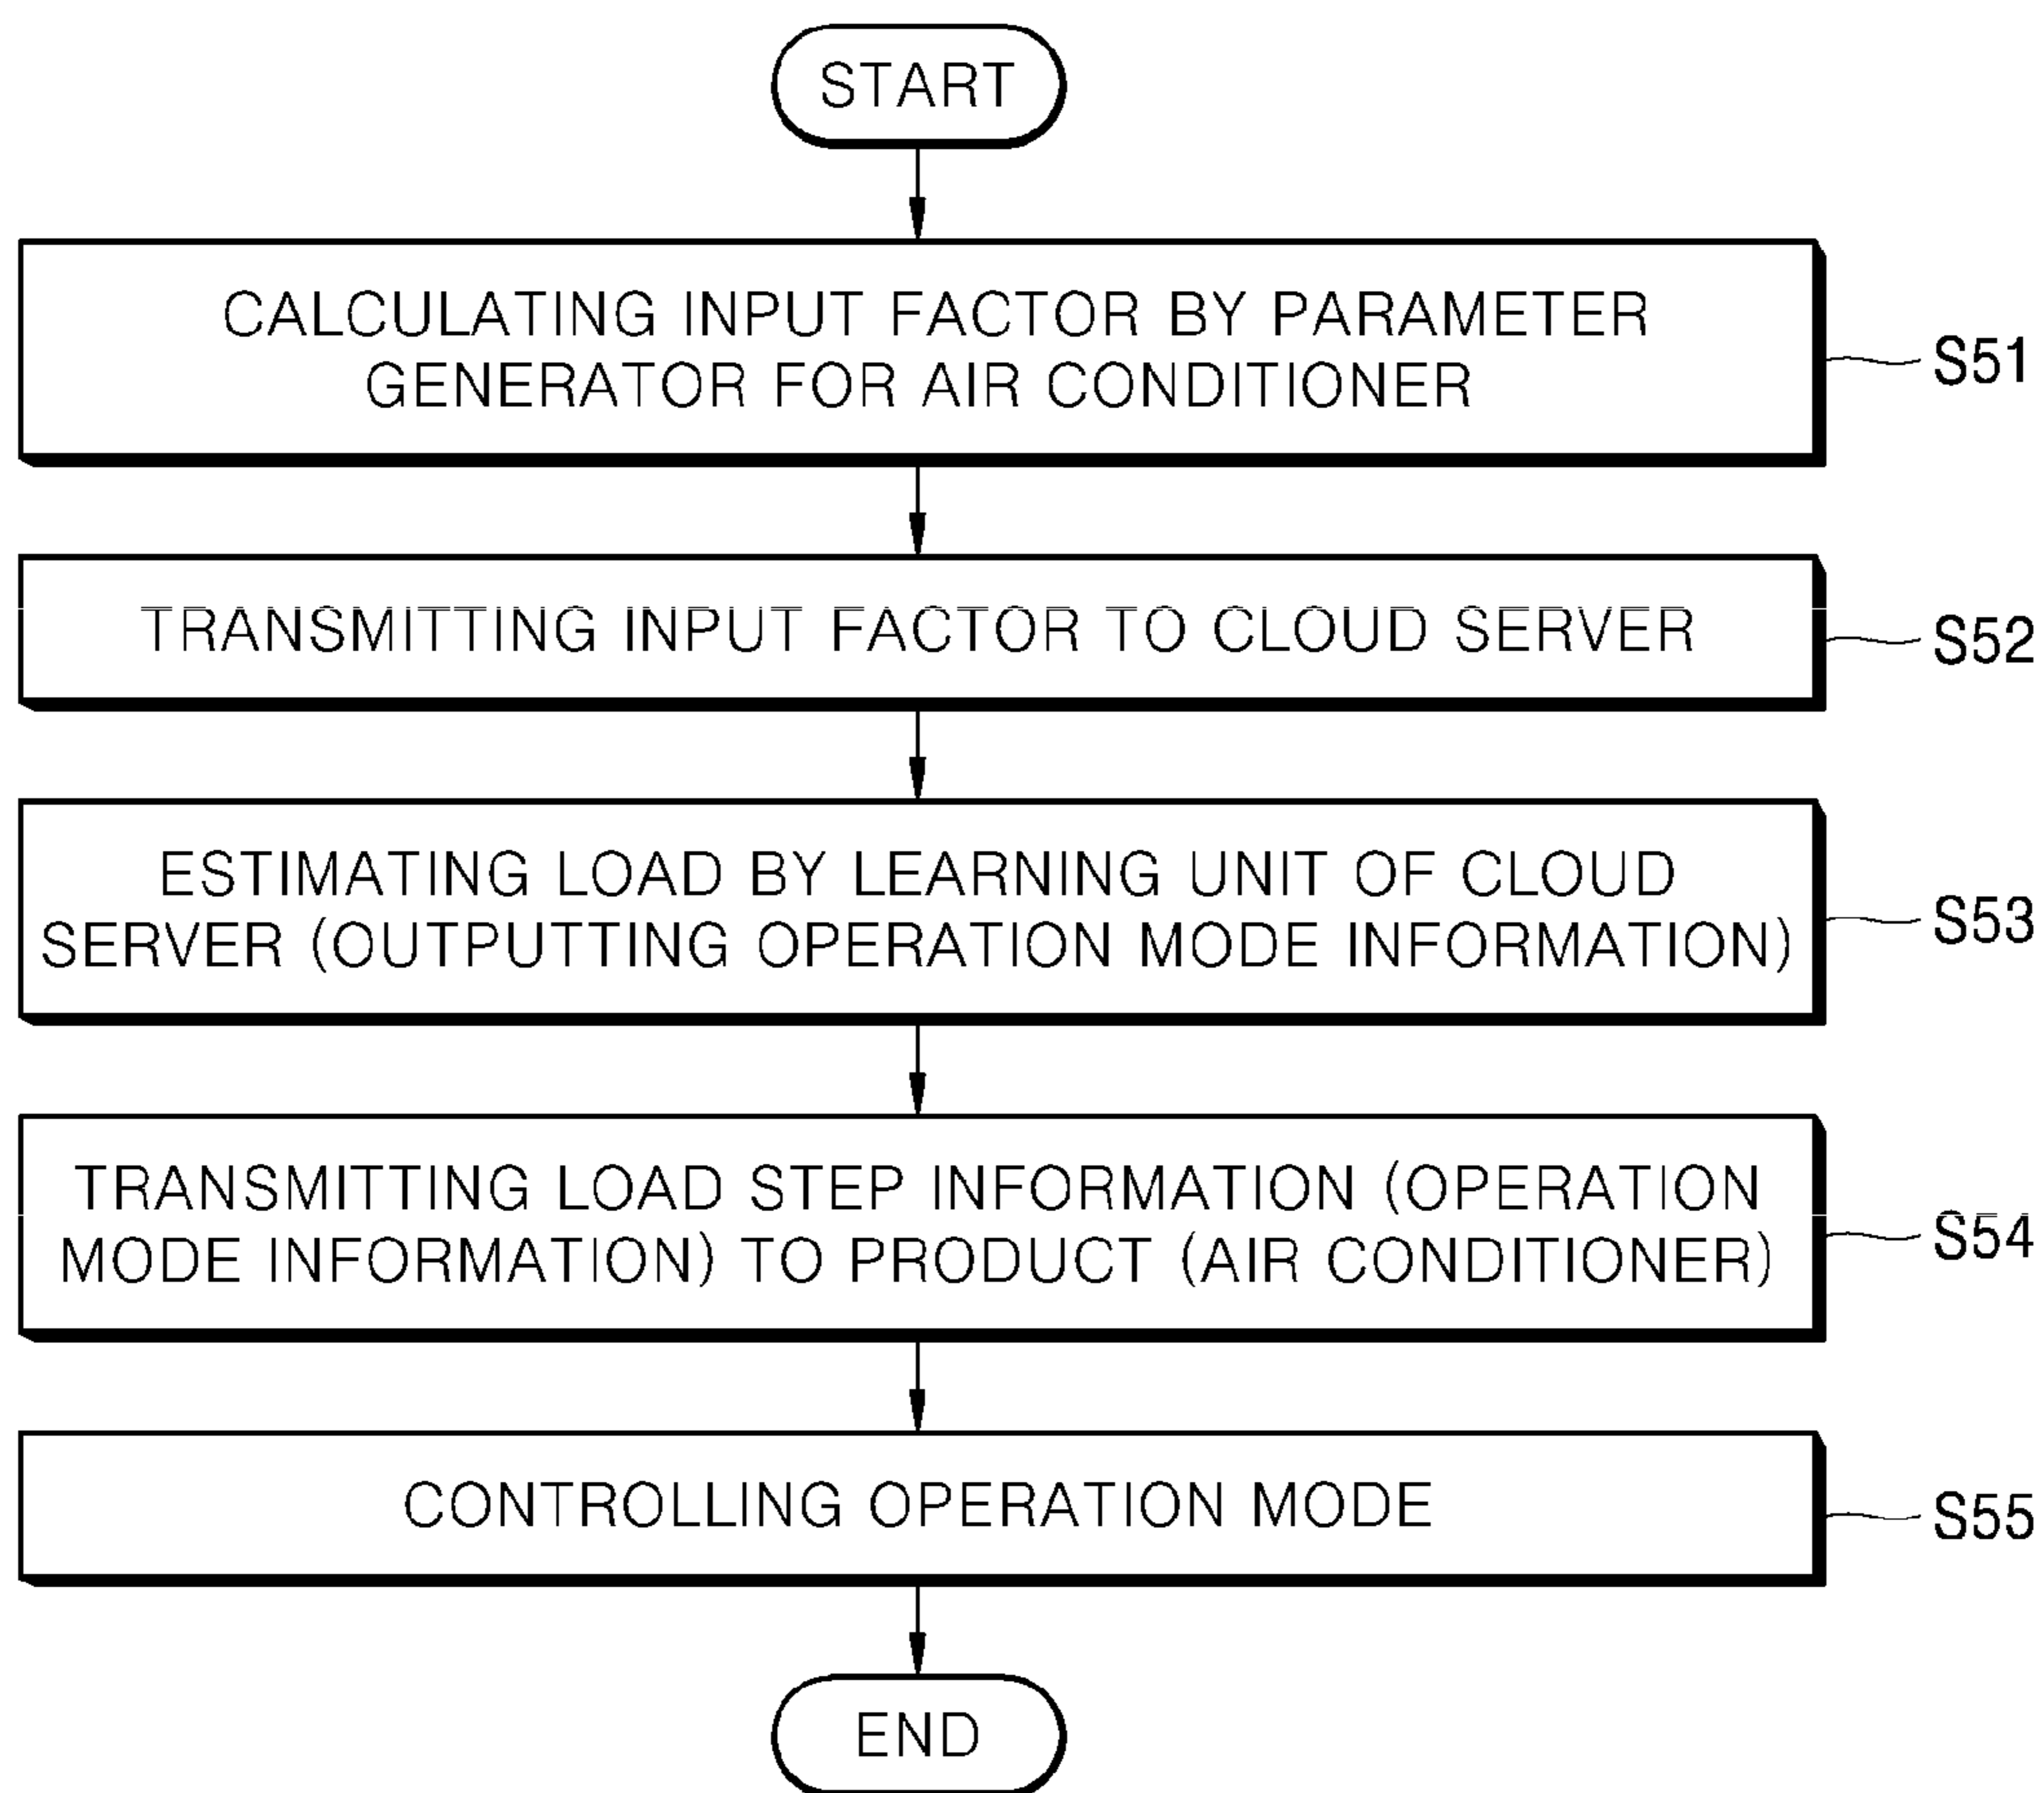 START
CALCULATING INPUT FACTOR BY PARAMETER
GENERATOR FOR AIR CONDITIONER
S51
TRANSMITTING INPUT FACTOR TO CLOUD SERVER
S52
ESTIMATING LOAD BY LEARNING UNIT OF CLOUD
SERVER (OUTPUTTING OPERATION MODE INFORMATION)
S53
TRANSMITTING LOAD STEP INFORMATION (OPERATION
MODE INFORMATION) TO PRODUCT (AIR CONDITIONER)
S54
CONTROLLING OPERATION MODE
S55
END